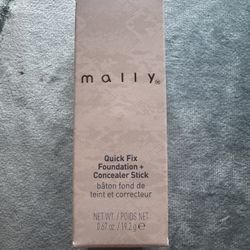 mally®
Quick Fix
Foundation +
Concealer Stick
bâton fond de
teint et correcteur
NET WT. / POIDS NET
0.67 oz. / 19.2 g ℮